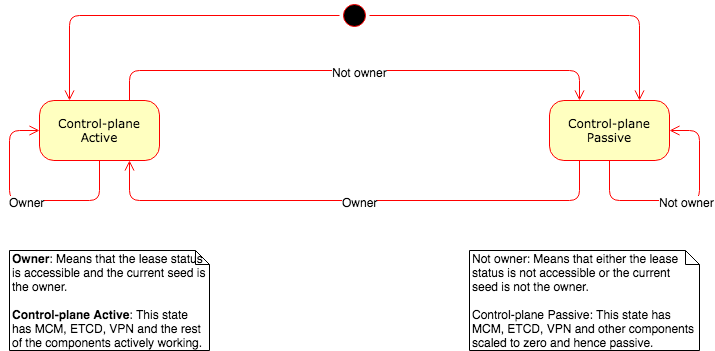 Not owner
Control-plane
Active
Control-plane
Passive
Owner
Owner
Not owner
Owner: Means that the lease status
is accessible and the current seed is
the owner.
Control-plane Active: This state
has MCM, ETCD, VPN and the rest
of the components actively working.
Not owner: Means that either the lease
status is not accessible or the current
seed is not the owner.
Control-plane Passive: This state has
MCM, ETCD, VPN and other components
scaled to zero and hence passive.